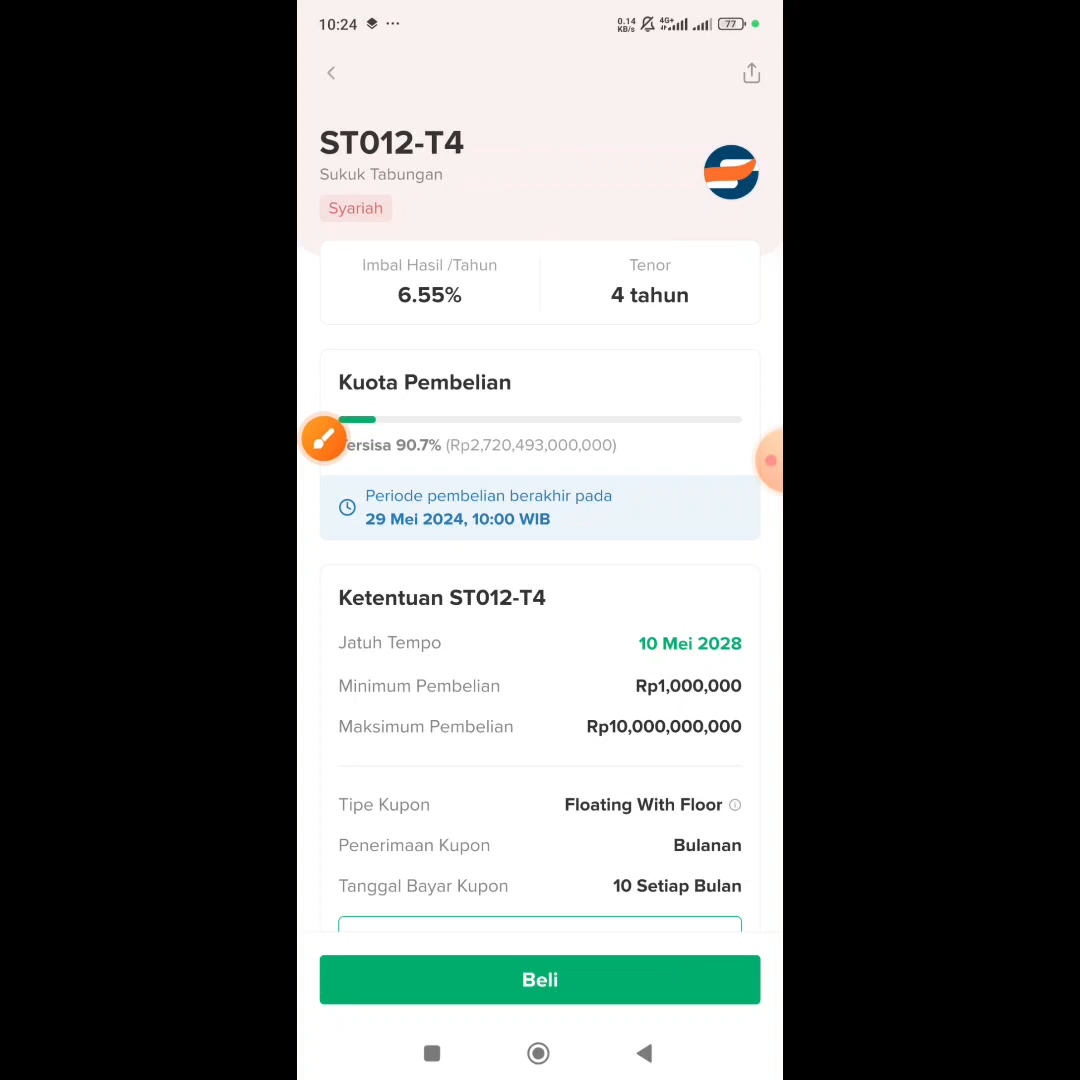 10:24
0.14
KB/s
4G+
77
ST012-T4
Sukuk Tabungan
Syariah
Imbal Hasil /Tahun
Tenor
6.55%
4 tahun
Kuota Pembelian
ersisa 90.7% (Rp2,720,493,000,000)
Periode pembelian berakhir pada
29 Mei 2024, 10:00 WIB
Ketentuan ST012-T4
Jatuh Tempo
10 Mei 2028
Minimum Pembelian
Rp1,000,000
Maksimum Pembelian
Rp10,000,000,000
Tipe Kupon
Floating With Floor
Penerimaan Kupon
Bulanan
Tanggal Bayar Kupon
10 Setiap Bulan
Beli